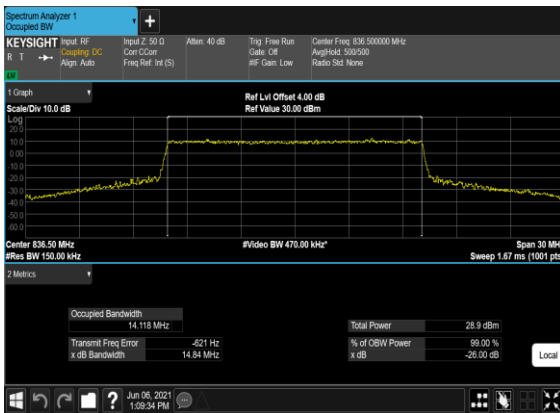 Spectrum Analyzer 1
Occupied BW
KEYSIGHT
R T
LV
Input: RF
Coupling: DC
Align: Auto
Input Z: 50 Ω
Corr CCorr
Freq Ref: Int (S)
Atten: 40 dB
Trig: Free Run
Gate: Off
#IF Gain: Low
Center Freq: 836.500000 MHz
Avg|Hold: 500/500
Radio Std: None
1 Graph
Scale/Div 10.0 dB
Ref Lvl Offset 4.00 dB
Ref Value 30.00 dBm
Log
20.0
10.0
0.00
-10.0
-20.0
-30.0
-40.0
-50.0
-60.0
Center 836.50 MHz
#Res BW 150.00 kHz
#Video BW 470.00 kHz*
Span 30 MH
Sweep 1.67 ms (1001 pts
2 Metrics
Occupied Bandwidth
14.118 MHz
Transmit Freq Error -621 Hz
x dB Bandwidth 14.84 MHz
Total Power 28.9 dBm
% of OBW Power 99.00 %
x dB -26.00 dB
Local
Jun 06, 2021
1:09:34 PM